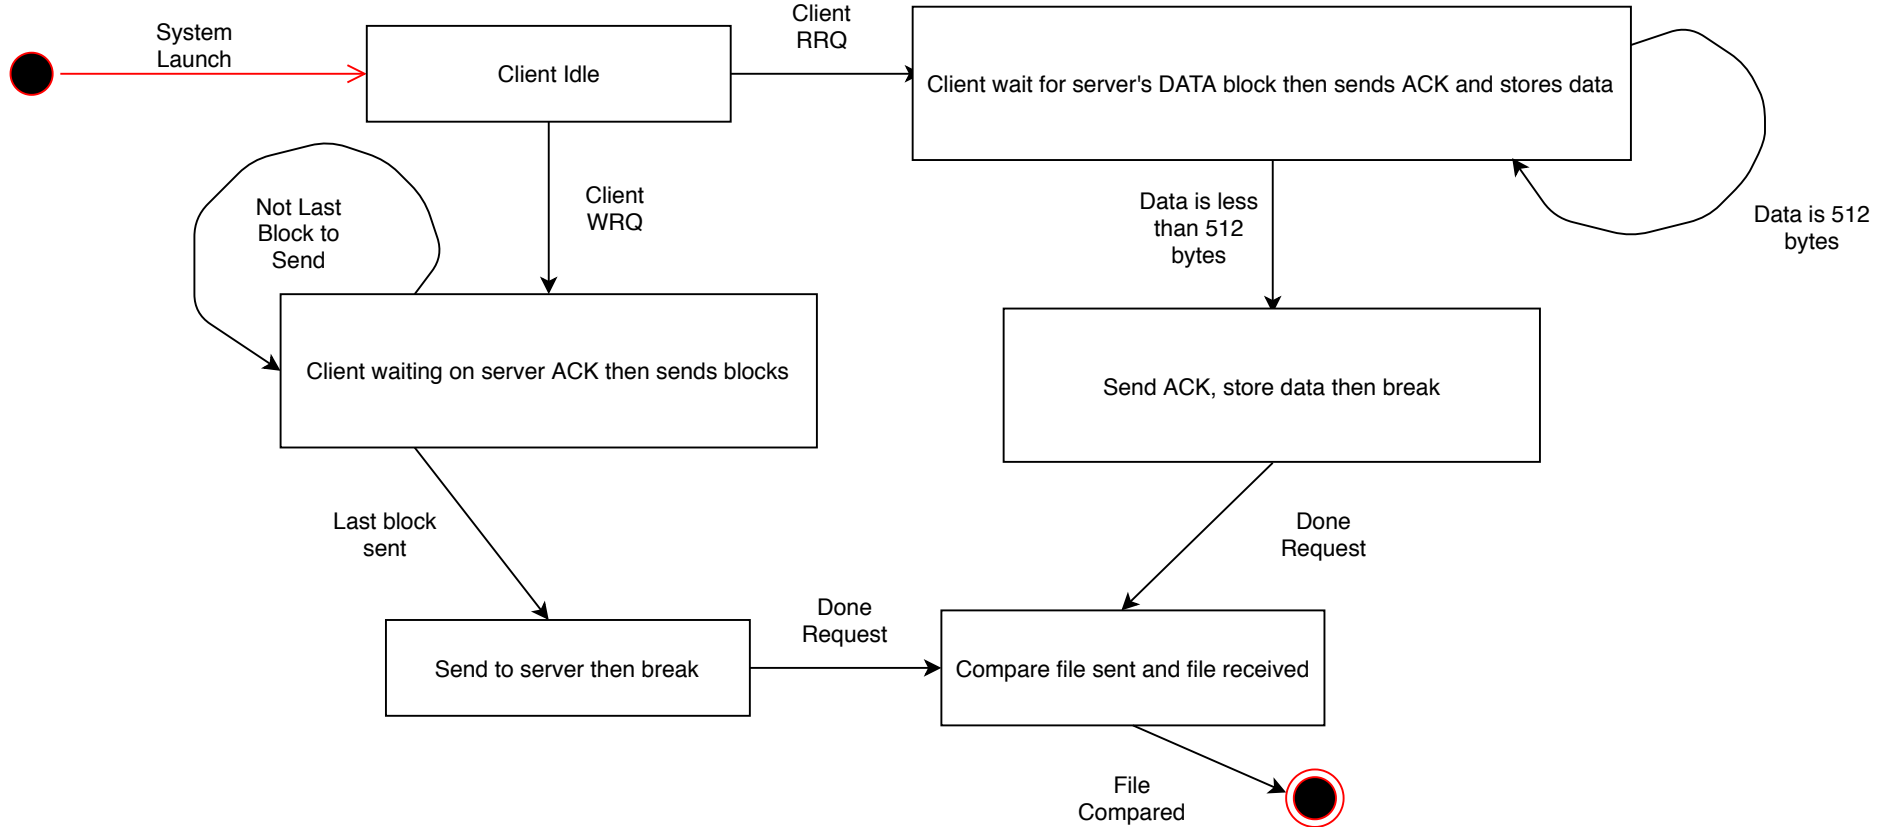 System
Launch
Client Idle
Client
RRQ
Client wait for server's DATA block then sends ACK and stores data
Data is 512
bytes
Client
WRQ
Not Last
Block to
Send
Data is less
than 512
bytes
Client waiting on server ACK then sends blocks
Send ACK, store data then break
Last block
sent
Done
Request
Send to server then break
Done
Request
Compare file sent and file received
File
Compared